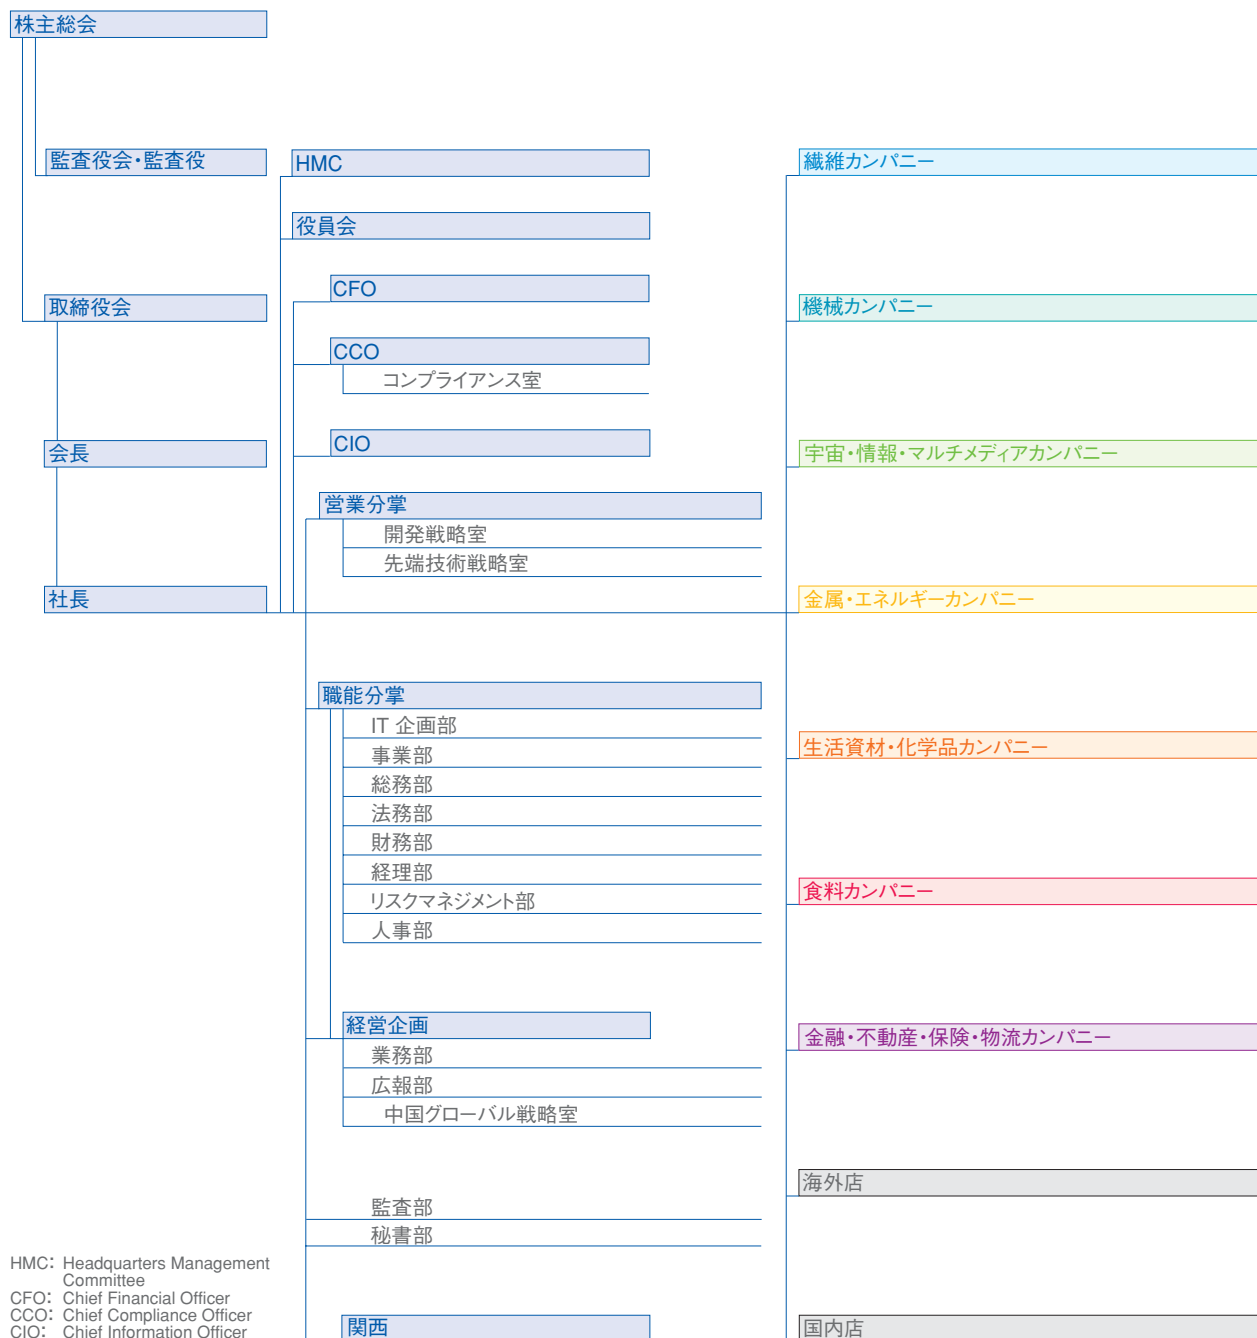 株主総会
監査役会・監査役
取締役会
会長
社長
HMC
役員会
CFO
CCO
コンプライアンス室
CIO
営業分掌
開発戦略室
先端技術戦略室
職能分掌
IT 企画部
事業部
総務部
法務部
財務部
経理部
リスクマネジメント部
人事部
経営企画
業務部
広報部
中国グローバル戦略室
監査部
秘書部
関西
繊維カンパニー
機械カンパニー
宇宙・情報・マルチメディアカンパニー
金属・エネルギーカンパニー
生活資材・化学品カンパニー
食料カンパニー
金融・不動産・保険・物流カンパニー
海外店
国内店
HMC: Headquarters Management
Committee
CFO: Chief Financial Officer
CCO: Chief Compliance Officer
CIO: Chief Information Officer